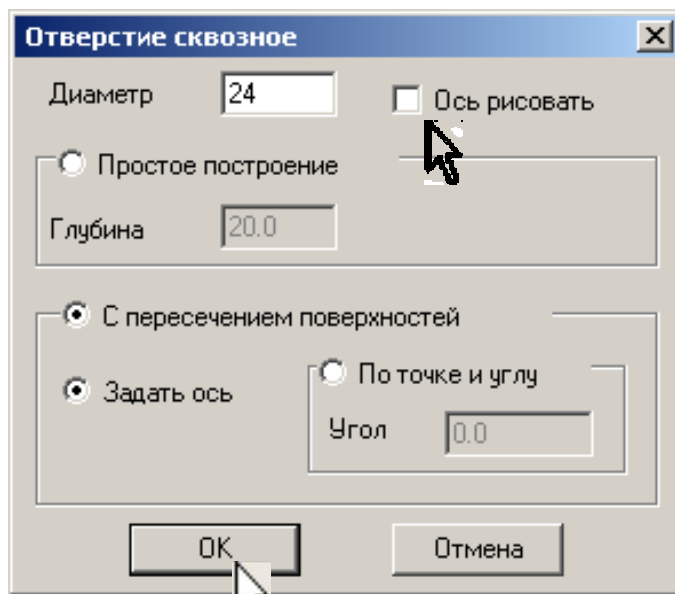 Отверстие сквозное
Диаметр 24 Ось рисовать
Простое построение
Глубина 20.0
С пересечением поверхностей
Задать ось По точке и углу
Угол 0.0
OK Отмена